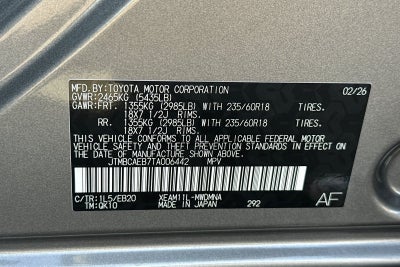 MFD.BY:TOYOTA MOTOR CORPORATION 02/26
GVWR:2465KG (5435LB)
GAWR:FRT. 1355KG (2985LB) WITH 235/60R18 TIRES.
18X7 1/2J RIMS.
RR. 1355KG (2985LB) WITH 235/60R18 TIRES.
18X7 1/2J RIMS.
THIS VEHICLE CONFORMS TO ALL APPLICABLE FEDERAL MOTOR
VEHICLE SAFETY AND THEFT PREVENTION STANDARDS IN EFFECT
ON THE DATE OF MANUFACTURE SHOWN ABOVE.
JTMBCAEB7TA006442 MPV
C/TR:1L5/EB20 XEAM11L-MWDMNA
TM:QK10 MADE IN JAPAN 292 AF